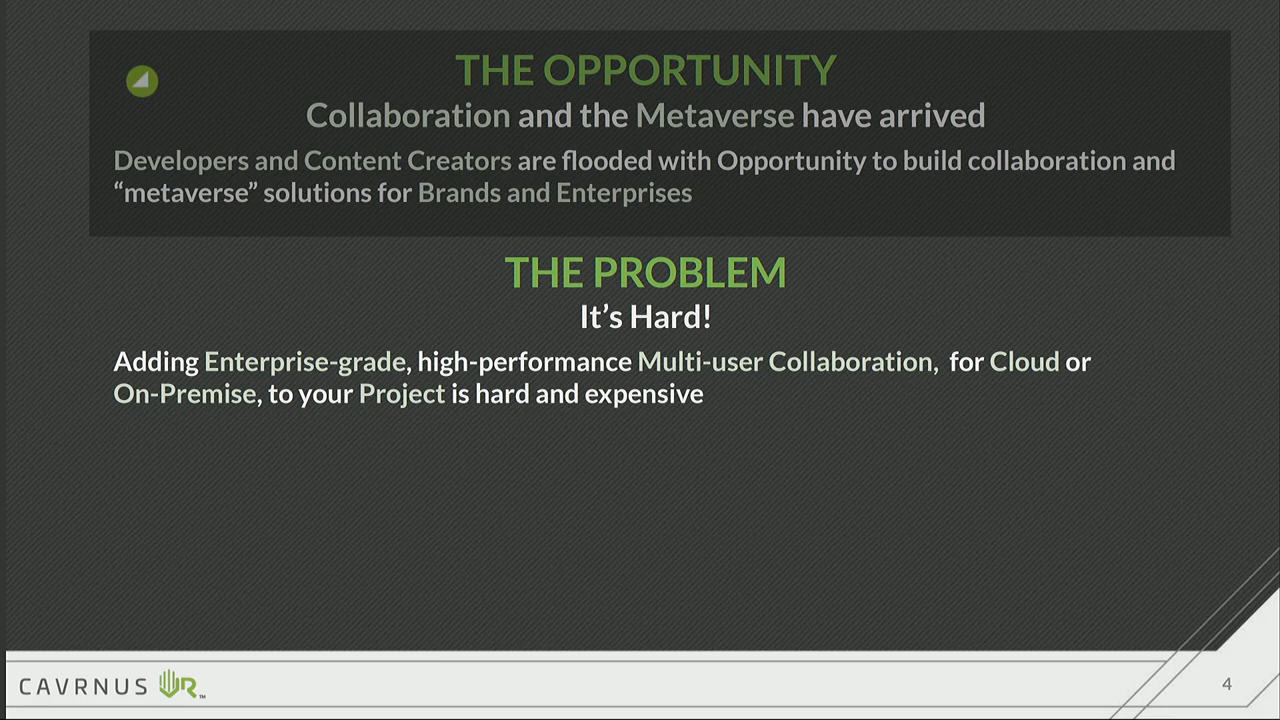 THE OPPORTUNITY
Collaboration and the Metaverse have arrived
Developers and Content Creators are flooded with Opportunity to build collaboration and
“metaverse” solutions for Brands and Enterprises
THE PROBLEM
It’s Hard!
Adding Enterprise-grade, high-performance Multi-user Collaboration,  for Cloud or
On-Premise, to your Project is hard and expensive
CAVRNUS VR™
4